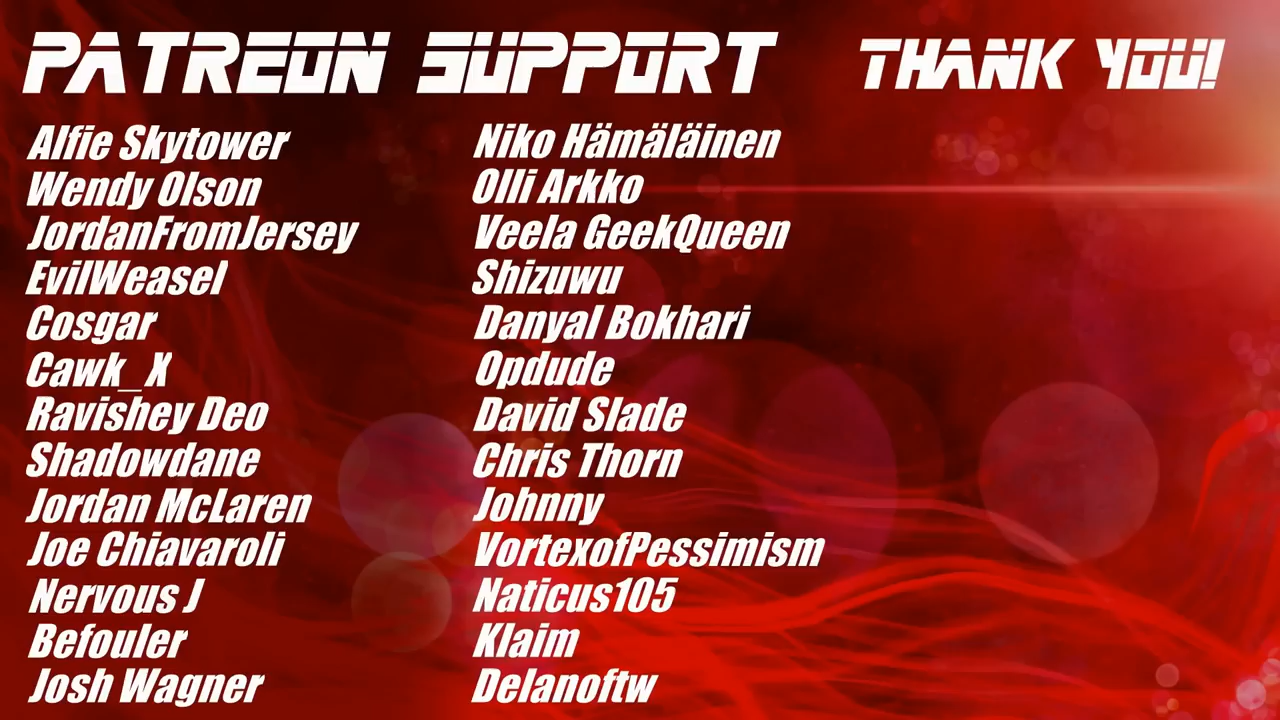 PATREON SUPPORT THANK YOU!
Alfie Skytower
Wendy Olson
JordanFromJersey
EvilWeasel
Cosgar
Cawk_X
Ravishey Deo
Shadowdane
Jordan McLaren
Joe Chiavaroli
Nervous J
Befouler
Josh Wagner
Niko Hämäläinen
Olli Arkko
Veela GeekQueen
Shizuwu
Danyal Bokhari
Opdude
David Slade
Chris Thorn
Johnny
VortexofPessimism
Naticus105
Klaim
Delanoftw